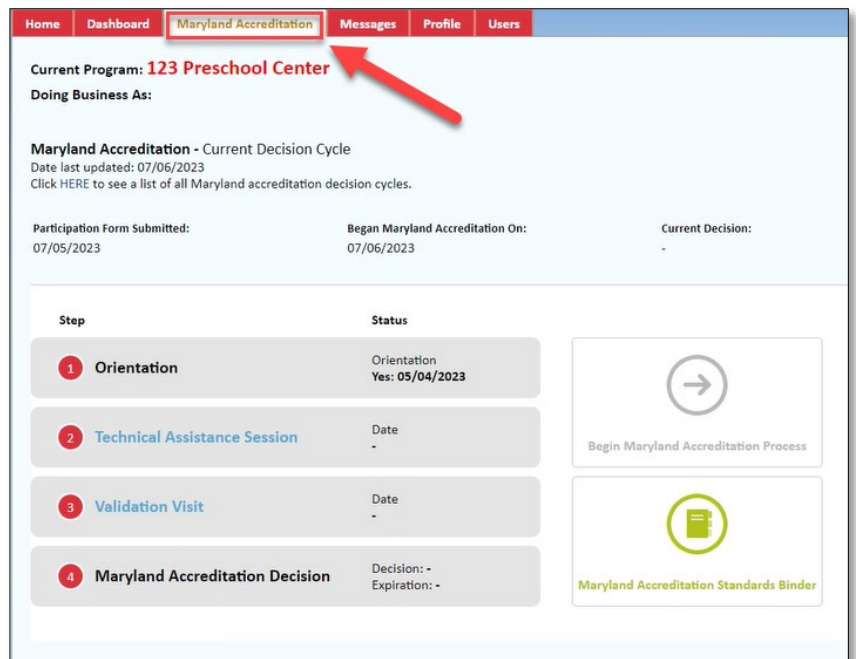 Home Dashboard Maryland Accreditation Messages Profile Users
Current Program: 123 Preschool Center
Doing Business As:
Maryland Accreditation - Current Decision Cycle
Date last updated: 07/06/2023
Click HERE to see a list of all Maryland accreditation decision cycles.
Participation Form Submitted: Began Maryland Accreditation On: Current Decision:
07/05/2023 07/06/2023 -
Step Status
1 Orientation
Orientation
Yes: 05/04/2023
2 Technical Assistance Session
Date
-
3 Validation Visit
Date
-
4 Maryland Accreditation Decision
Decision: -
Expiration: -
Begin Maryland Accreditation Process
Maryland Accreditation Standards Binder